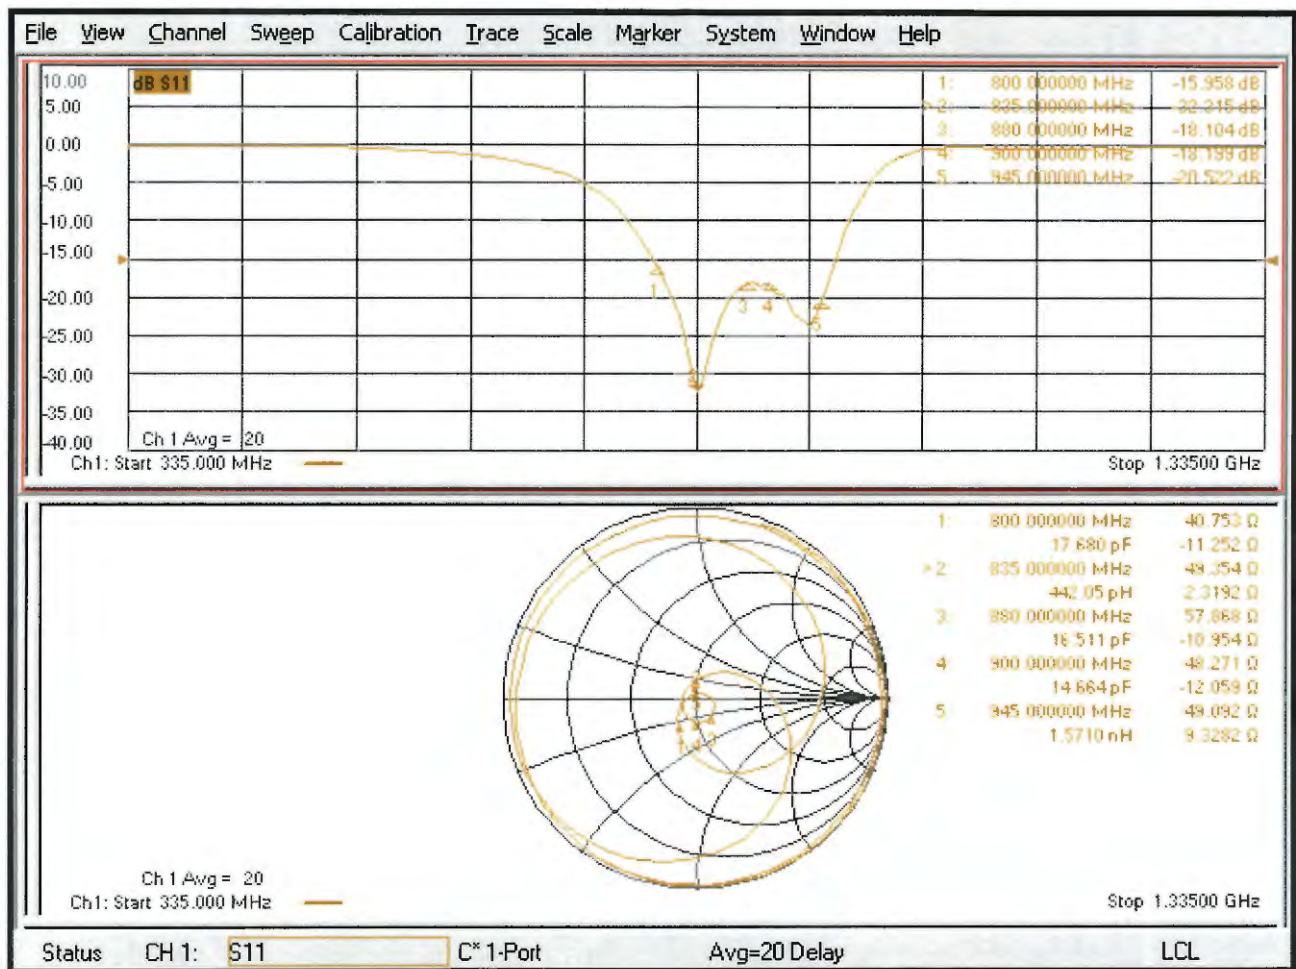 File View Channel Sweep Calibration Trace Scale Marker System Window Help
10.00
dB S11
1: 800.000000 MHz -15.958 dB
5.00
>2: 835.000000 MHz -32.215 dB
3: 880.000000 MHz -18.104 dB
0.00
4: 900.000000 MHz -18.199 dB
5: 945.000000 MHz -20.522 dB
-5.00
-10.00
-15.00
-20.00
1
3 4
5
-25.00
-30.00
-35.00
-40.00
Ch 1 Avg = 20
Ch1: Start 335.000 MHz
Stop 1.33500 GHz
1: 800.000000 MHz 40.753 Ω
17.680 pF -11.252 Ω
>2: 835.000000 MHz 49.354 Ω
442.05 pH 2.3192 Ω
3: 880.000000 MHz 57.868 Ω
16.511 pF -10.954 Ω
4: 900.000000 MHz 48.271 Ω
14.664 pF -12.059 Ω
5: 945.000000 MHz 49.092 Ω
1.5710 nH 9.3282 Ω
Ch 1 Avg = 20
Ch1: Start 335.000 MHz
Stop 1.33500 GHz
Status CH 1: S11 C* 1-Port Avg=20 Delay LCL